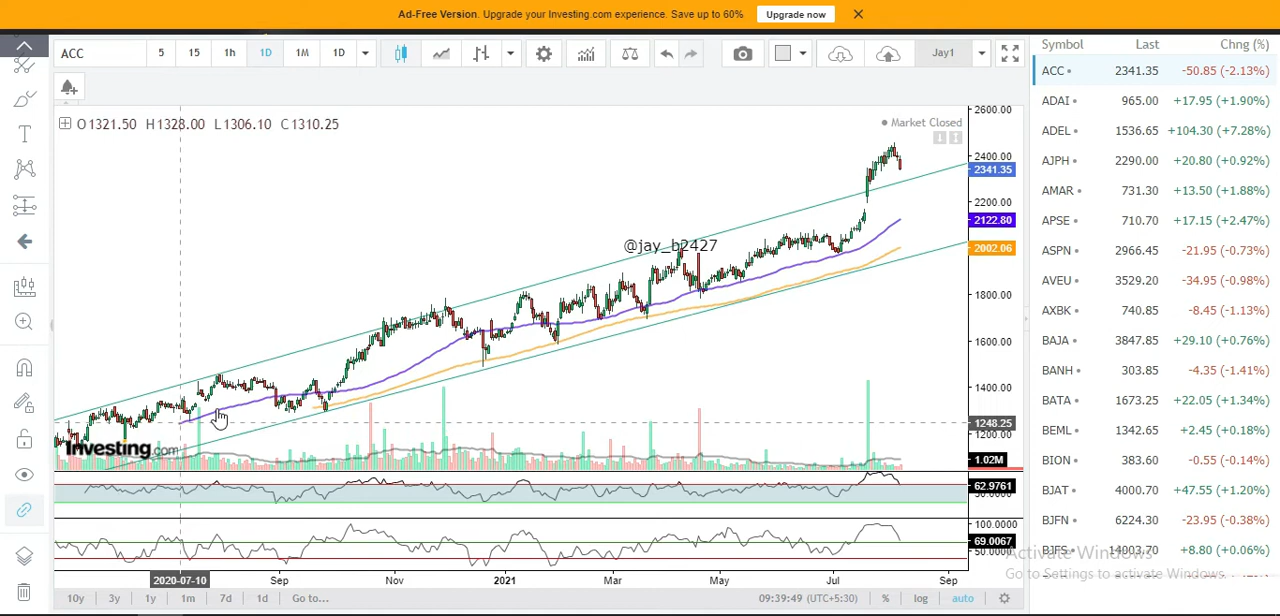 Ad-Free Version. Upgrade your Investing.com experience. Save up to 60% Upgrade now
ACC 5 15 1h 1D 1M 1D Jay1
O1321.50 H1328.00 L1306.10 C1310.25
Market Closed
@jay_b2427
Investing.com
2600.00
2400.00
2341.35
2200.00
2122.80
2002.06
1800.00
1600.00
1400.00
1248.25
1200.00
1.02M
62.9761
100.0000
69.0067
50.0000
2020-07-10 Sep Nov 2021 Mar May Jul Sep
10y 3y 1y 1m 7d 1d Go to... 09:39:49 (UTC+5:30) % log auto
Symbol Last Chng (%)
ACC 2341.35 -50.85 (-2.13%)
ADAI 965.00 +17.95 (+1.90%)
ADEL 1536.65 +104.30 (+7.28%)
AJPH 2290.00 +20.80 (+0.92%)
AMAR 731.30 +13.50 (+1.88%)
APSE 710.70 +17.15 (+2.47%)
ASPN 2966.45 -21.95 (-0.73%)
AVEU 3529.20 -34.95 (-0.98%)
AXBK 740.85 -8.45 (-1.13%)
BAJA 3847.85 +29.10 (+0.76%)
BANH 303.85 -4.35 (-1.41%)
BATA 1673.25 +22.05 (+1.34%)
BEML 1342.65 +2.45 (+0.18%)
BION 383.60 -0.55 (-0.14%)
BJAT 4000.70 +47.55 (+1.20%)
BJFN 6224.30 -23.95 (-0.38%)
BJFS 14003.70 +8.80 (+0.06%)
Activate Windows
Go to Settings to activate Windows.